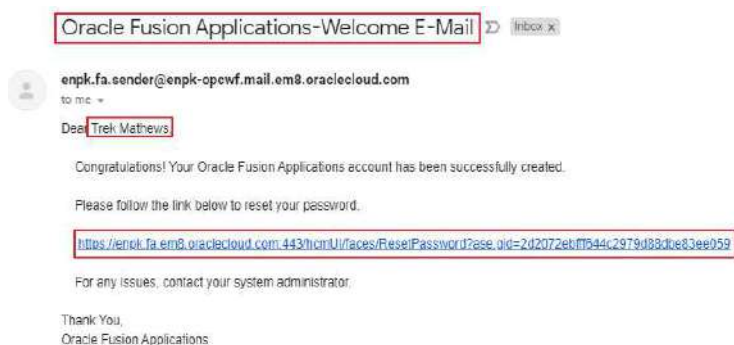 Oracle Fusion Applications-Welcome E-Mail Inbox x
enpk.fa.sender@enpk-opcwf.mail.em8.oraclecloud.com
to me
Dear Trek Mathews,
Congratulations! Your Oracle Fusion Applications account has been successfully created.
Please follow the link below to reset your password.
https://enpk.fa.em8.oraclecloud.com:443/hcmUI/faces/ResetPassword?ase.gid=2d2072ebfff644c2979d88dbe83ee059
For any issues, contact your system administrator.
Thank You,
Oracle Fusion Applications